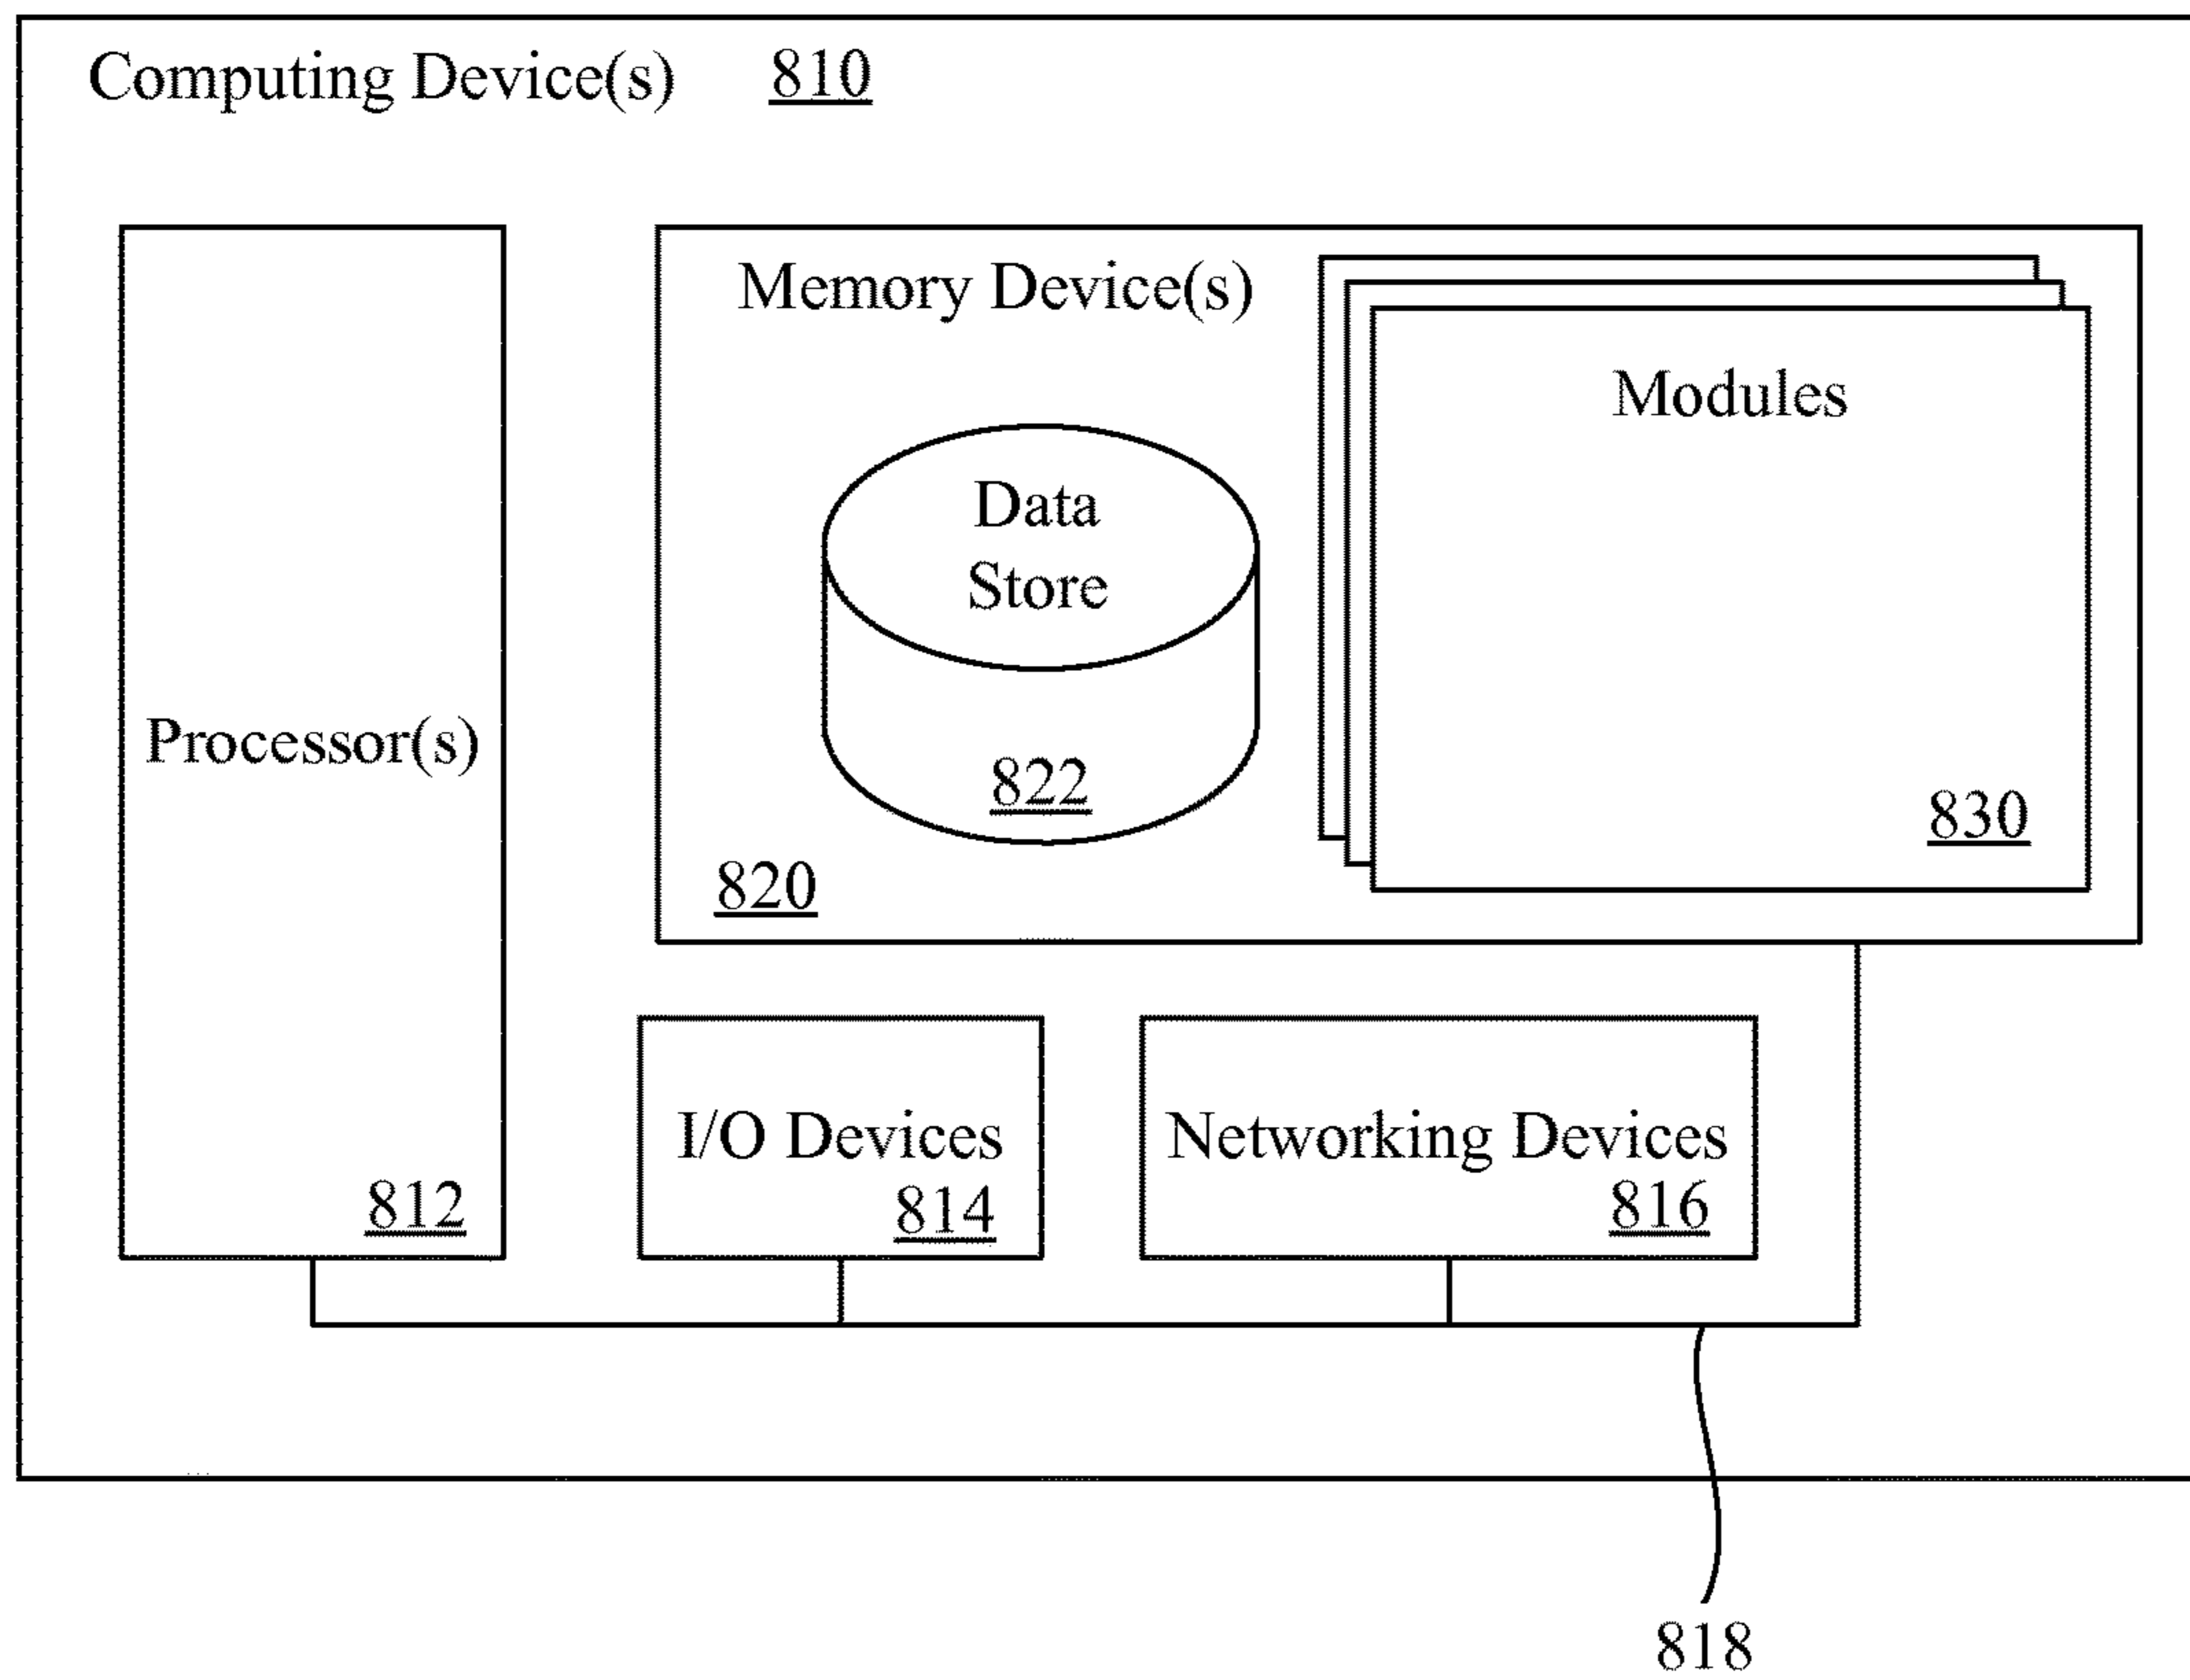 Computing Device(s) 810
Memory Device(s)
Modules
Data
Store
Processor(s)
822
830
820
I/O Devices
Networking Devices
812
814
816
818